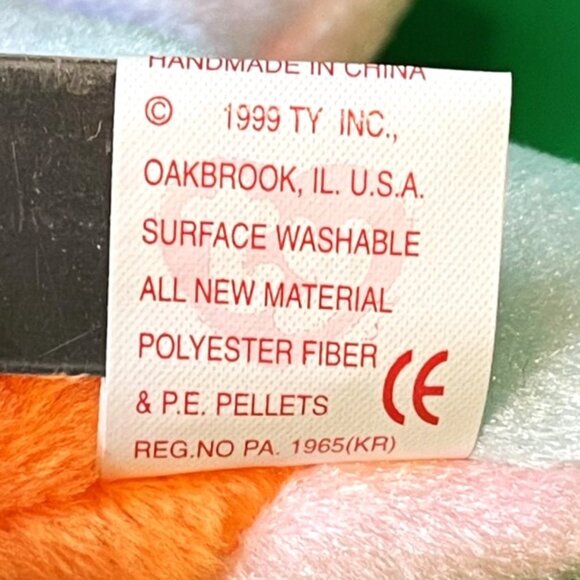 HANDMADE IN CHINA
© 1999 TY INC.,
OAKBROOK, IL. U.S.A.
SURFACE WASHABLE
ALL NEW MATERIAL
POLYESTER FIBER
& P.E. PELLETS CE
REG.NO PA. 1965(KR)